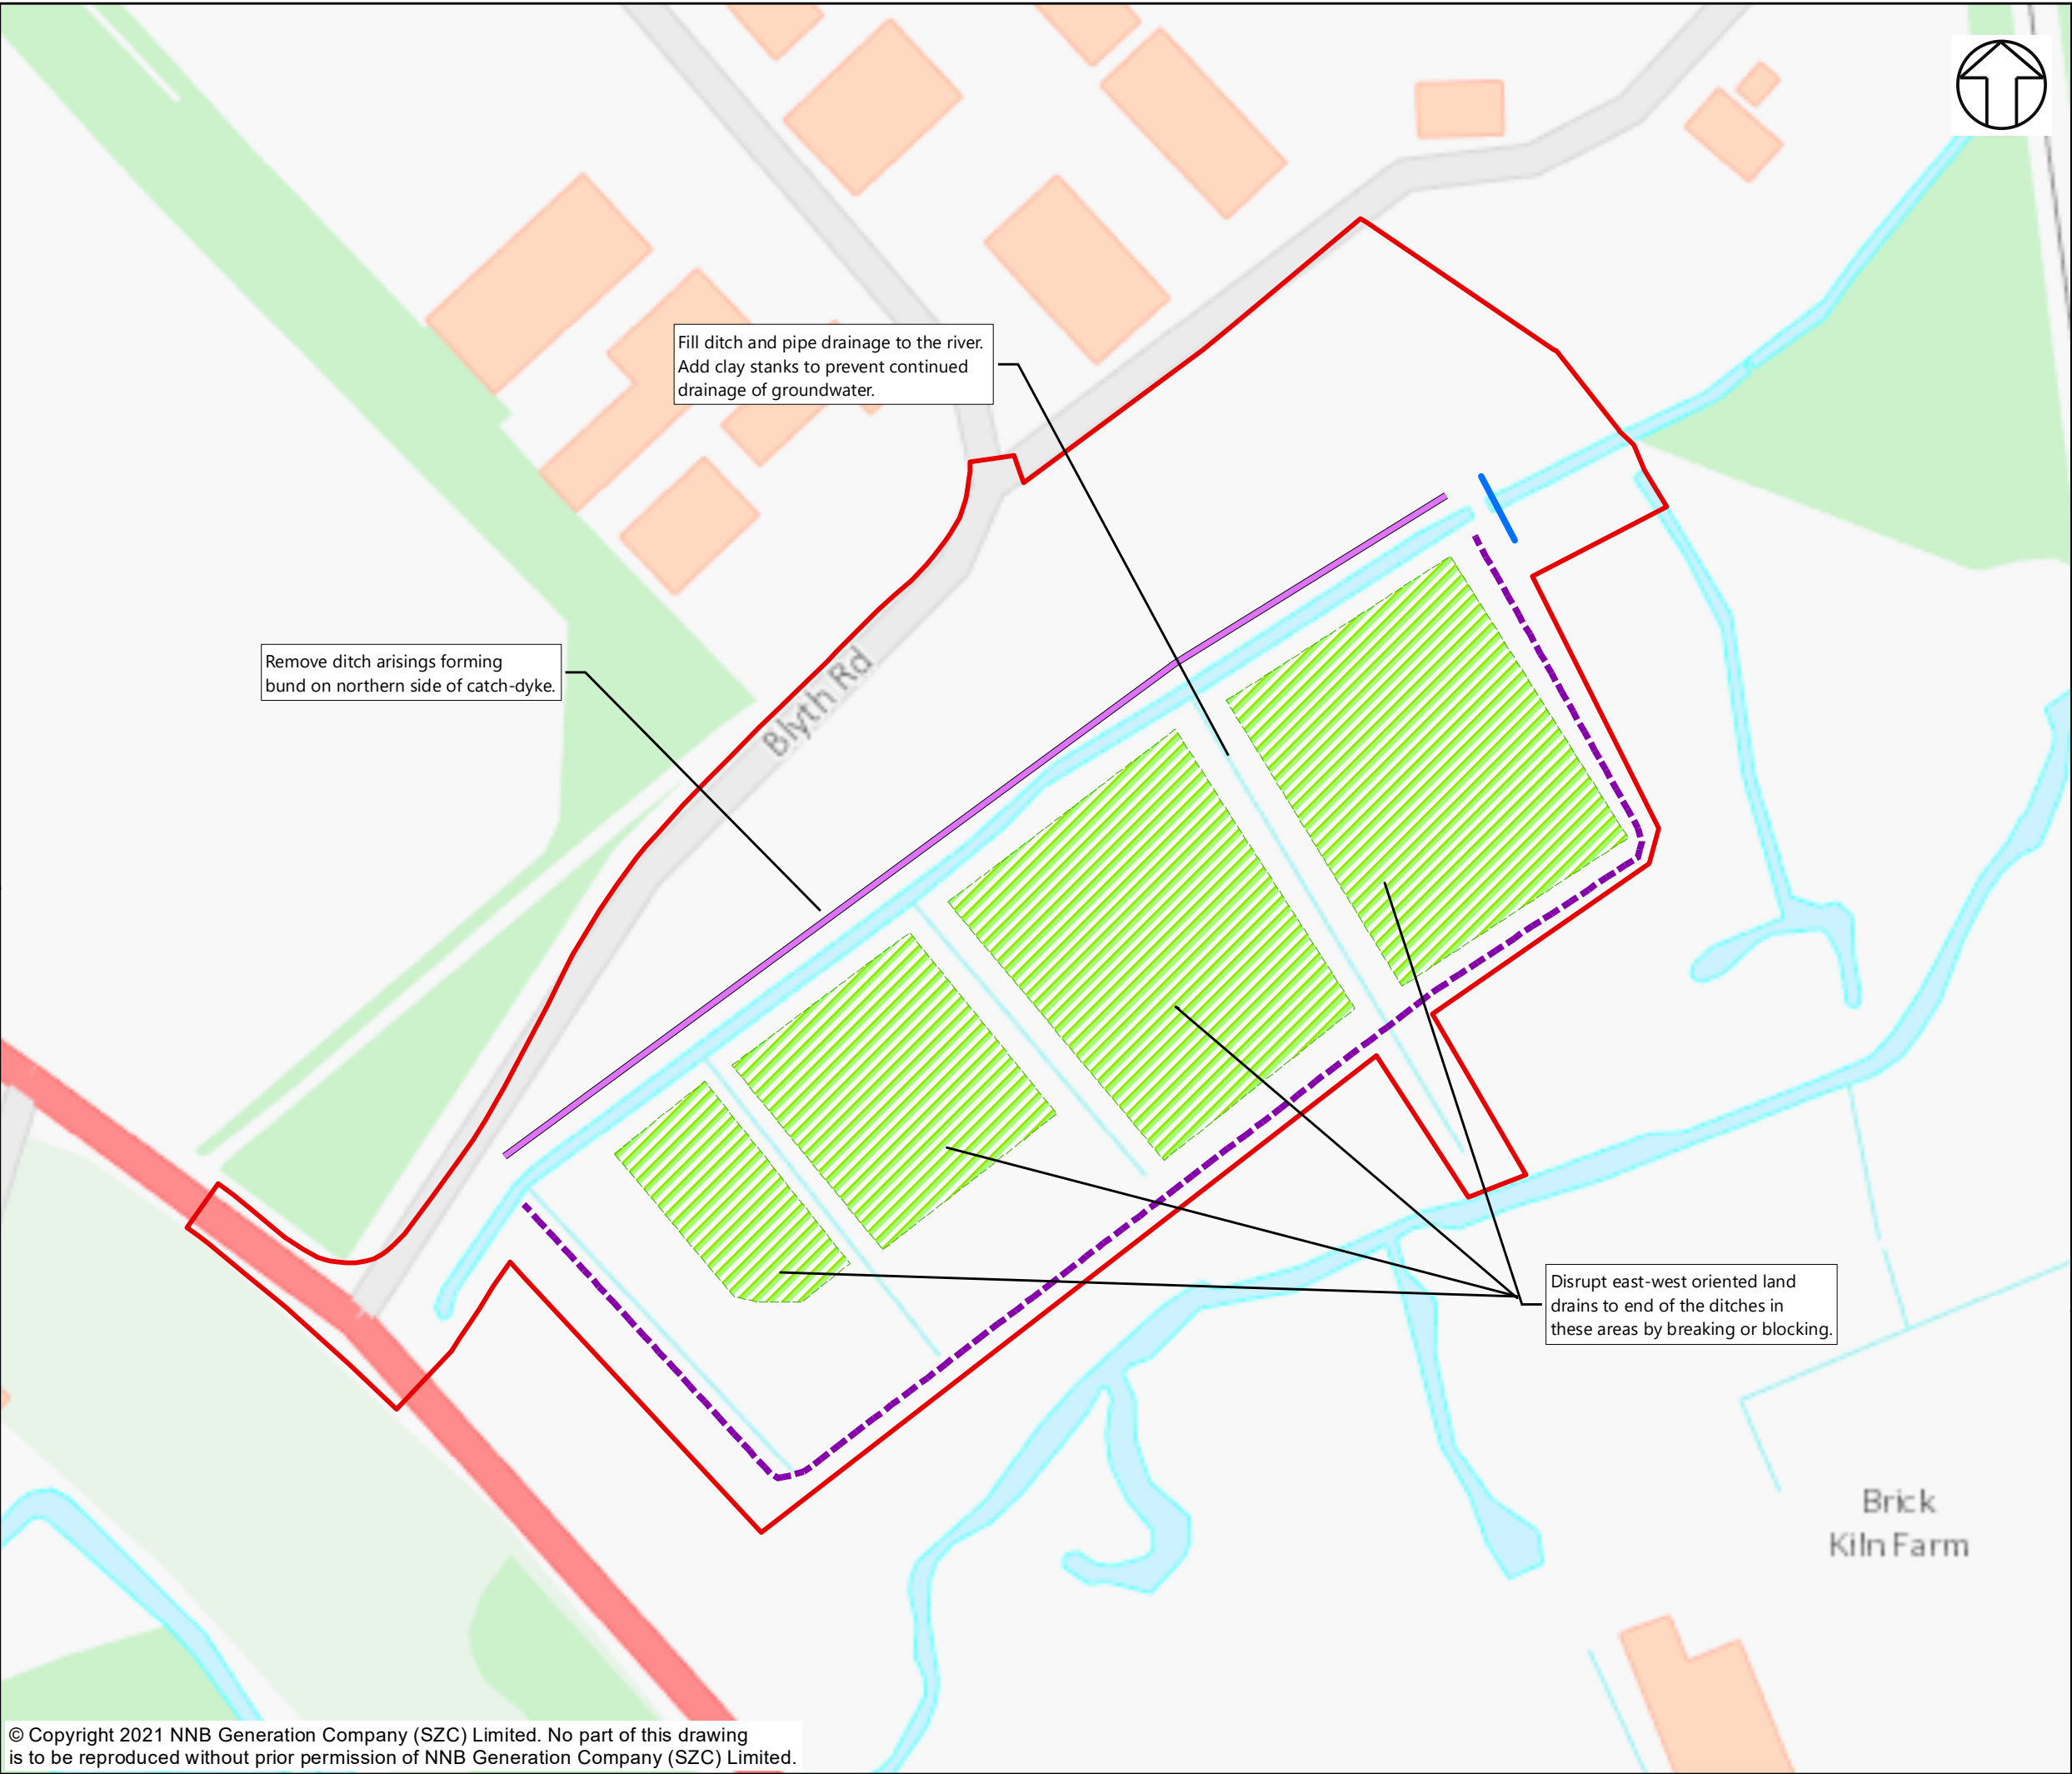 Fill ditch and pipe drainage to the river.
Add clay stanks to prevent continued
drainage of groundwater.
Remove ditch arisings forming
bund on northern side of catch-dyke.
Blyth Rd
Disrupt east-west oriented land
drains to end of the ditches in
these areas by breaking or blocking.
Brick
Kiln Farm
© Copyright 2021 NNB Generation Company (SZC) Limited. No part of this drawing
is to be reproduced without prior permission of NNB Generation Company (SZC) Limited.